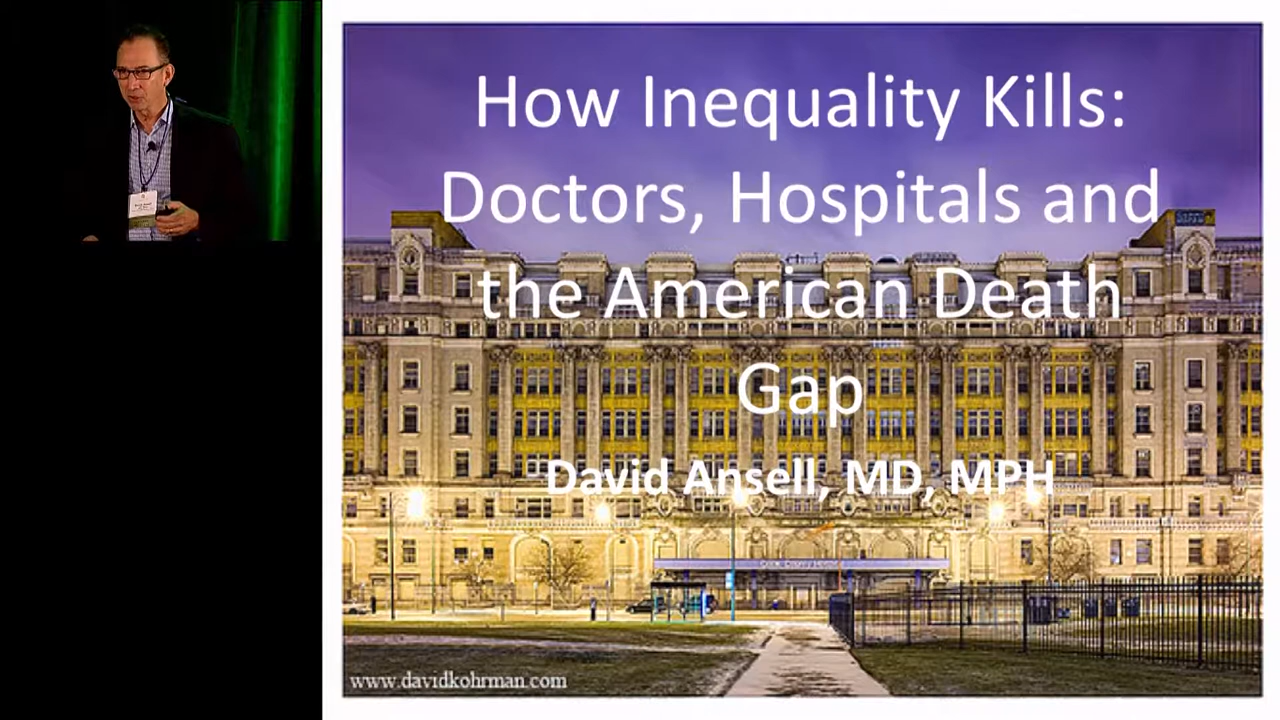 How Inequality Kills:
Doctors, Hospitals and
the American Death
Gap
David Ansell, MD, MPH
www.davidkohrman.com